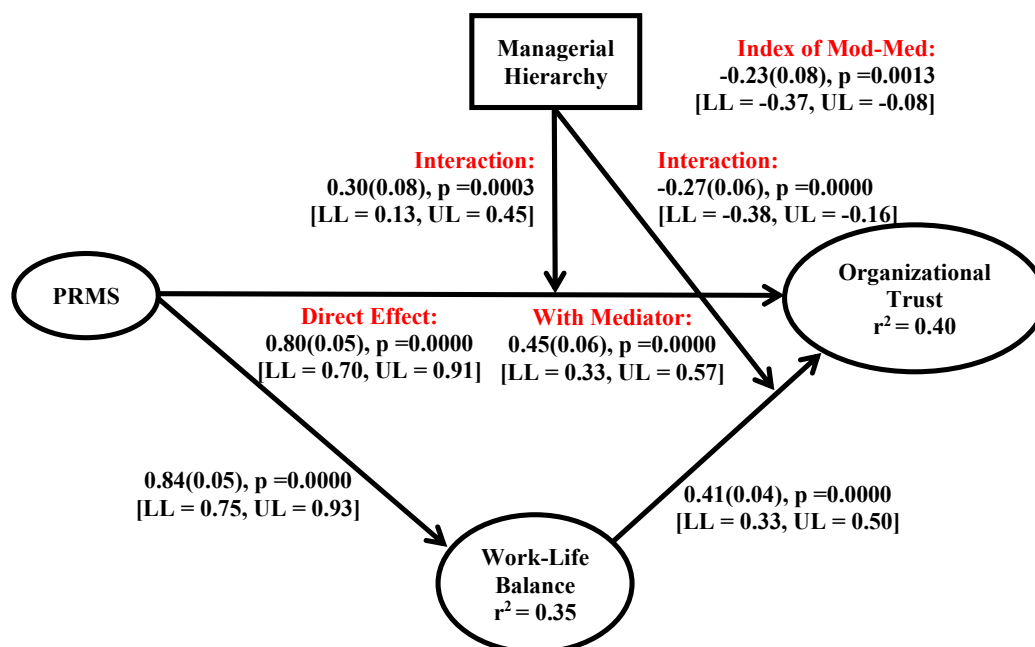 Managerial
Hierarchy
Index of Mod-Med:
-0.23(0.08), p =0.0013
[LL = -0.37, UL = -0.08]
Interaction:
0.30(0.08), p =0.0003
[LL = 0.13, UL = 0.45]
Interaction:
-0.27(0.06), p =0.0000
[LL = -0.38, UL = -0.16]
PRMS
Organizational
Trust
r² = 0.40
Direct Effect:
0.80(0.05), p =0.0000
[LL = 0.70, UL = 0.91]
With Mediator:
0.45(0.06), p =0.0000
[LL = 0.33, UL = 0.57]
0.84(0.05), p =0.0000
[LL = 0.75, UL = 0.93]
0.41(0.04), p =0.0000
[LL = 0.33, UL = 0.50]
Work-Life
Balance
r² = 0.35